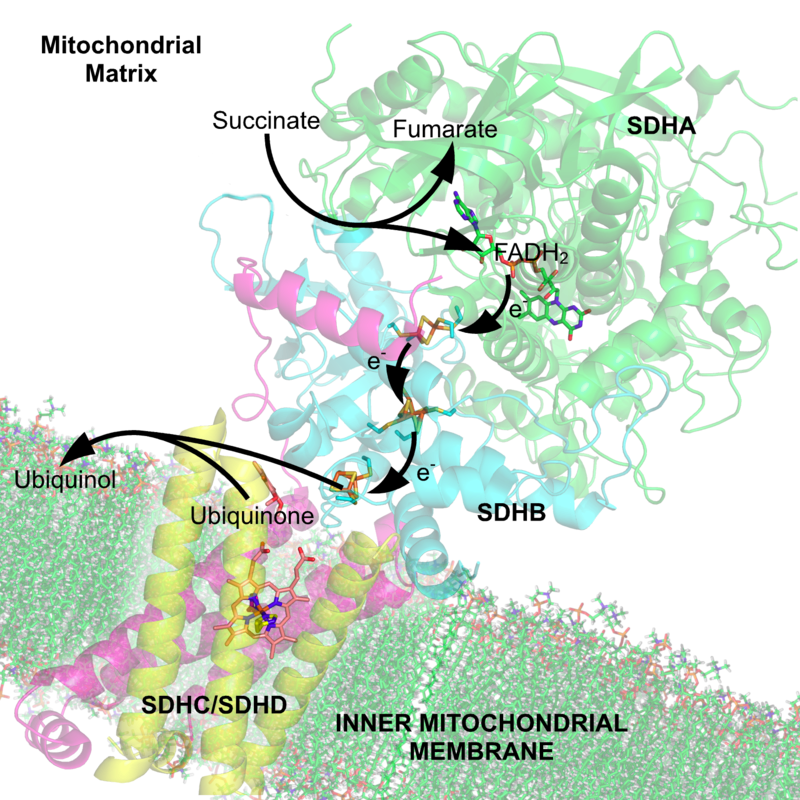 Mitochondrial
Matrix
Succinate
Fumarate
SDHA
FADH₂
e⁻
e⁻
e⁻
Ubiquinol
Ubiquinone
SDHB
SDHC/SDHD
INNER MITOCHONDRIAL
MEMBRANE